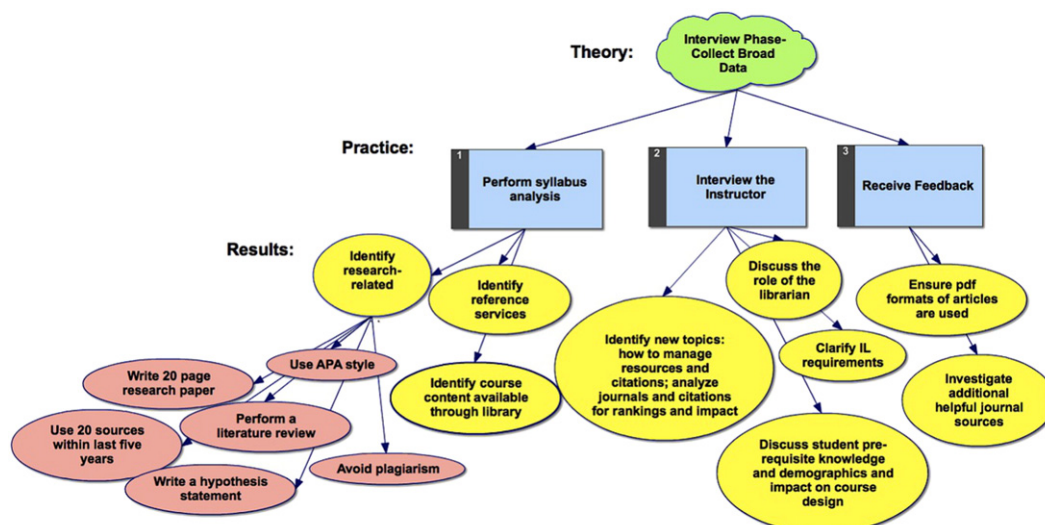 Theory:
Interview Phase-
Collect Broad
Data
Practice:
1
Perform syllabus
analysis
2
Interview the
Instructor
3
Receive Feedback
Results:
Identify
research-
related
Identify
reference
services
Identify course
content available
through library
Discuss the
role of the
librarian
Identify new topics:
how to manage
resources and
citations; analyze
journals and citations
for rankings and impact
Clarify IL
requirements
Discuss student pre-
requisite knowledge
and demographics and
impact on course
design
Ensure pdf
formats of articles
are used
Investigate
additional
helpful journal
sources
Use APA style
Write 20 page
research paper
Perform a
literature review
Use 20 sources
within last five
years
Avoid plagiarism
Write a hypothesis
statement